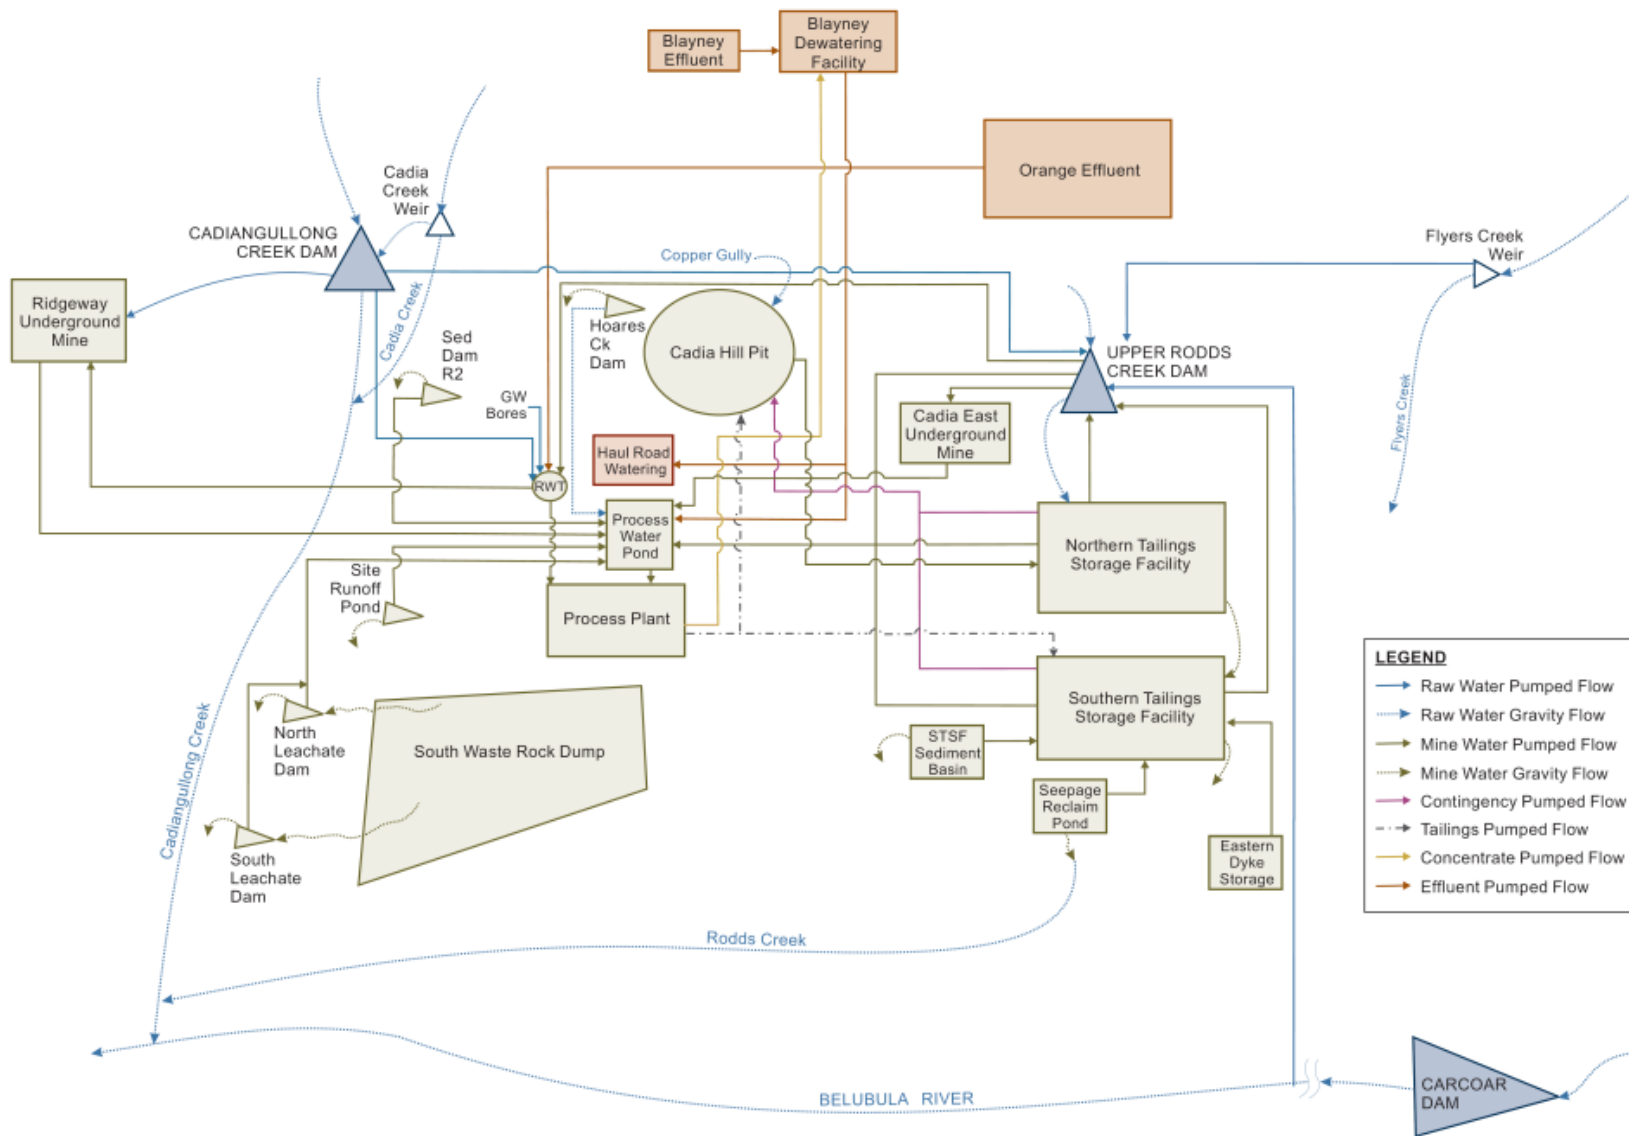 Blayney
Effluent
Blayney
Dewatering
Facility
Orange Effluent
Cadia
Creek
Weir
CADIANGULLONG
CREEK DAM
Copper Gully
Flyers Creek
Weir
Ridgeway
Underground
Mine
Cadia Creek
Sed
Dam
R2
Hoares
Ck
Dam
Cadia Hill Pit
UPPER RODDS
CREEK DAM
GW
Bores
Cadia East
Underground
Mine
Flyers Creek
Haul Road
Watering
RWT
Process
Water
Pond
Northern Tailings
Storage Facility
Site
Runoff
Pond
Process Plant
Southern Tailings
Storage Facility
North
Leachate
Dam
South Waste Rock Dump
STSF
Sediment
Basin
Seepage
Reclaim
Pond
Eastern
Dyke
Storage
South
Leachate
Dam
Cadiangullong Creek
Rodds Creek
BELUBULA RIVER
CARCOAR
DAM
LEGEND
Raw Water Pumped Flow
Raw Water Gravity Flow
Mine Water Pumped Flow
Mine Water Gravity Flow
Contingency Pumped Flow
Tailings Pumped Flow
Concentrate Pumped Flow
Effluent Pumped Flow